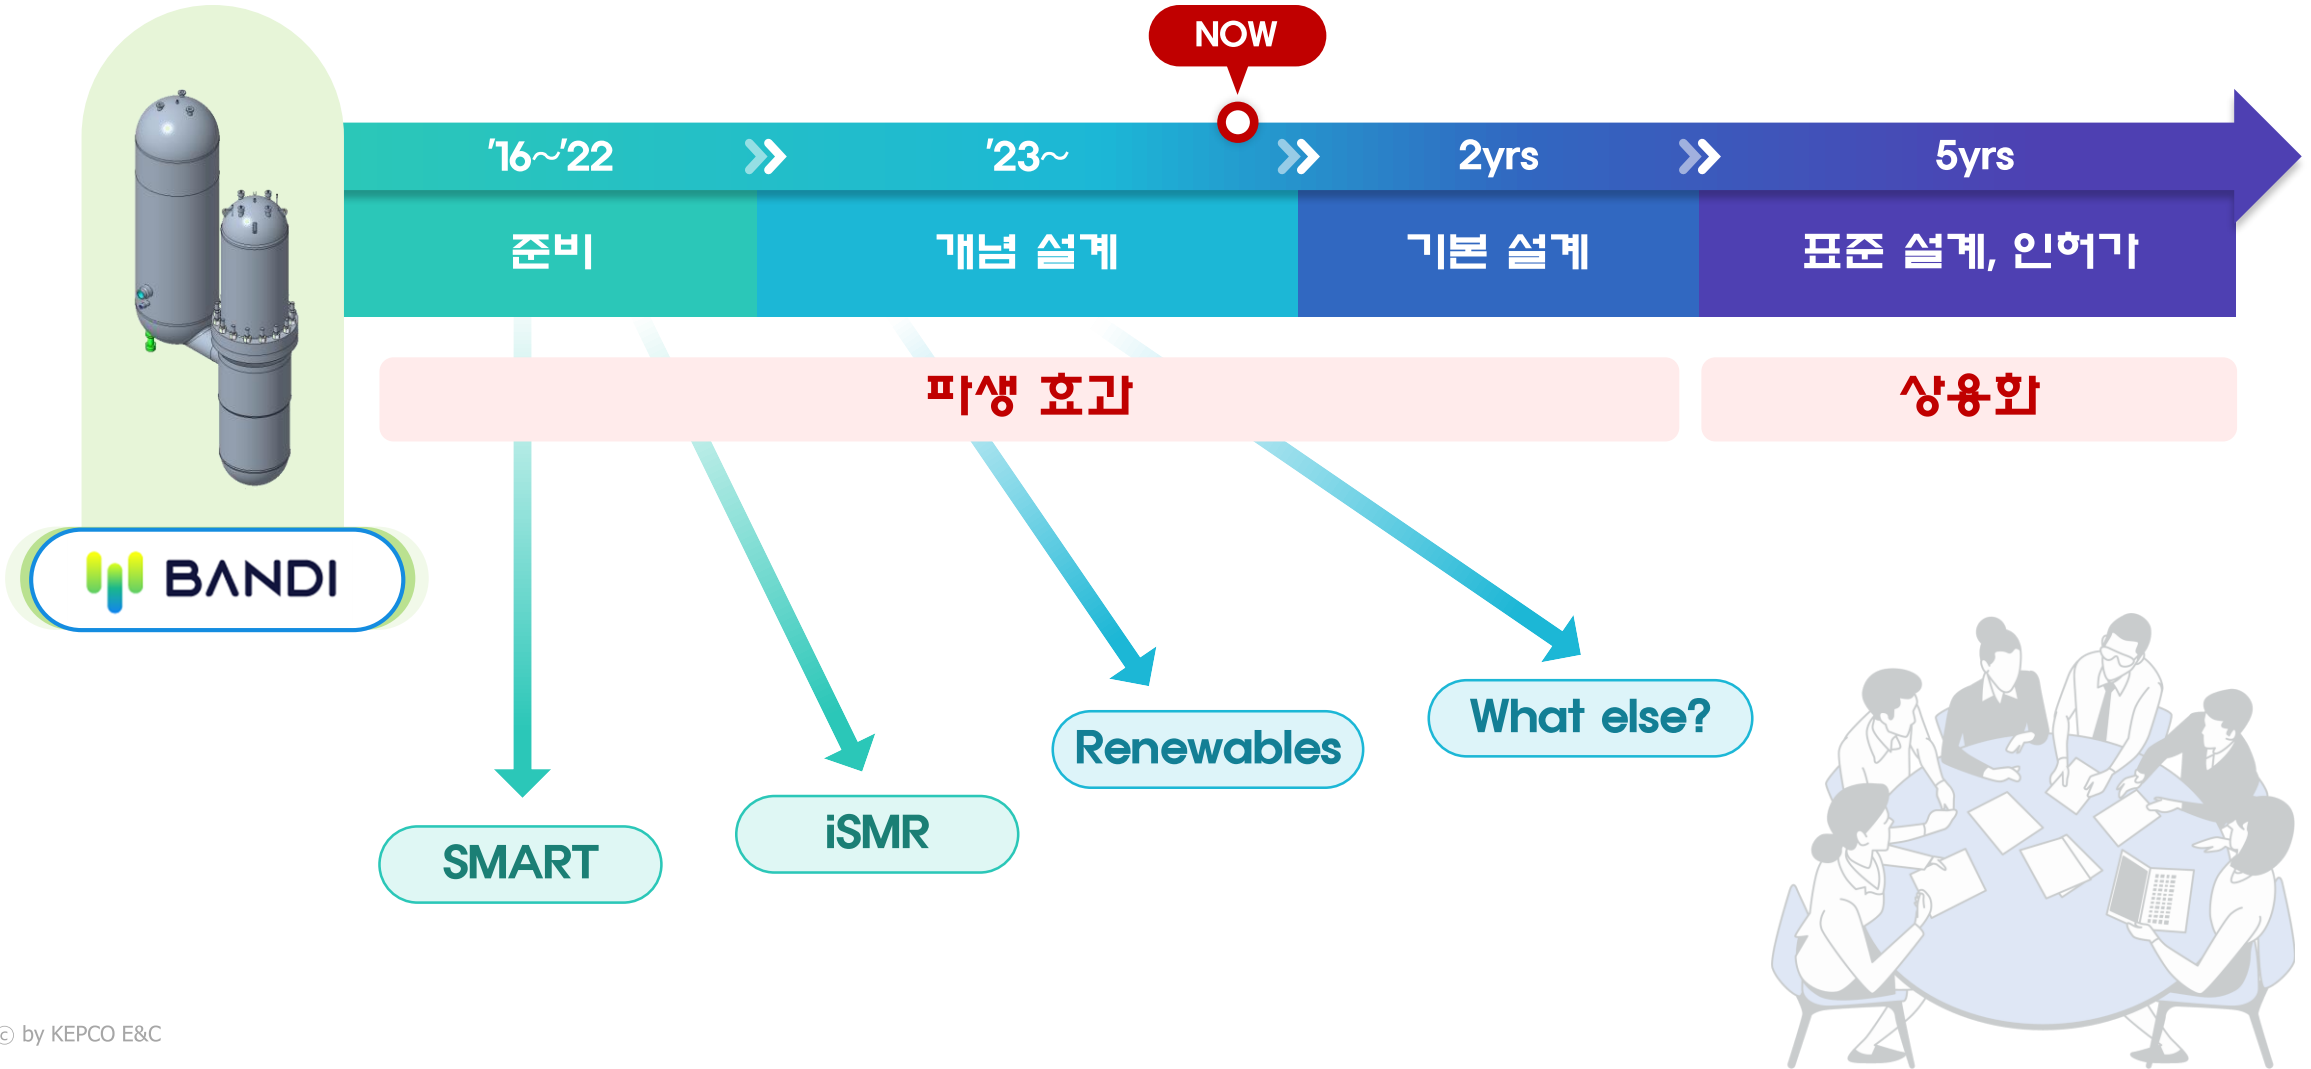 NOW
’16~’22
’23~
2yrs
5yrs
준비
개념 설계
기본 설계
표준 설계, 인허가
파생 효과
상용화
BANDI
What else?
Renewables
iSMR
SMART
ⓒ by KEPCO E&C